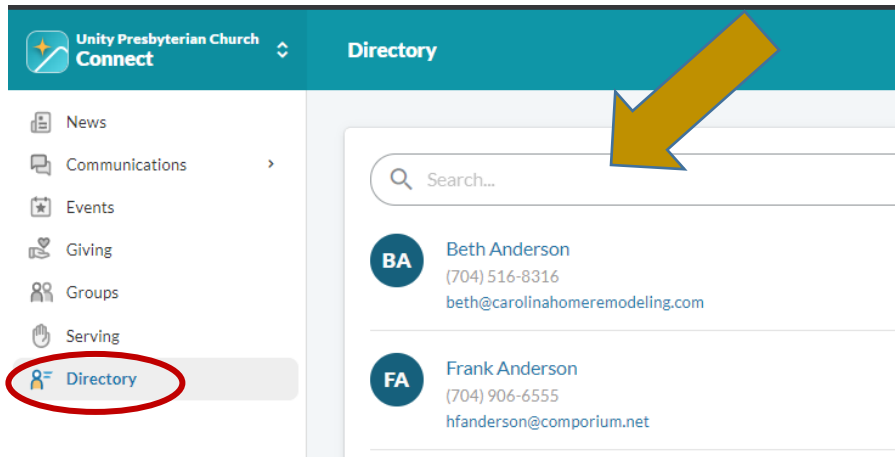 Unity Presbyterian Church
Connect
Directory
News
Communications
Events
Giving
Groups
Serving
Directory
Search...
BA
Beth Anderson
(704) 516-8316
beth@carolinahomeremodeling.com
FA
Frank Anderson
(704) 906-6555
hfanderson@comporium.net